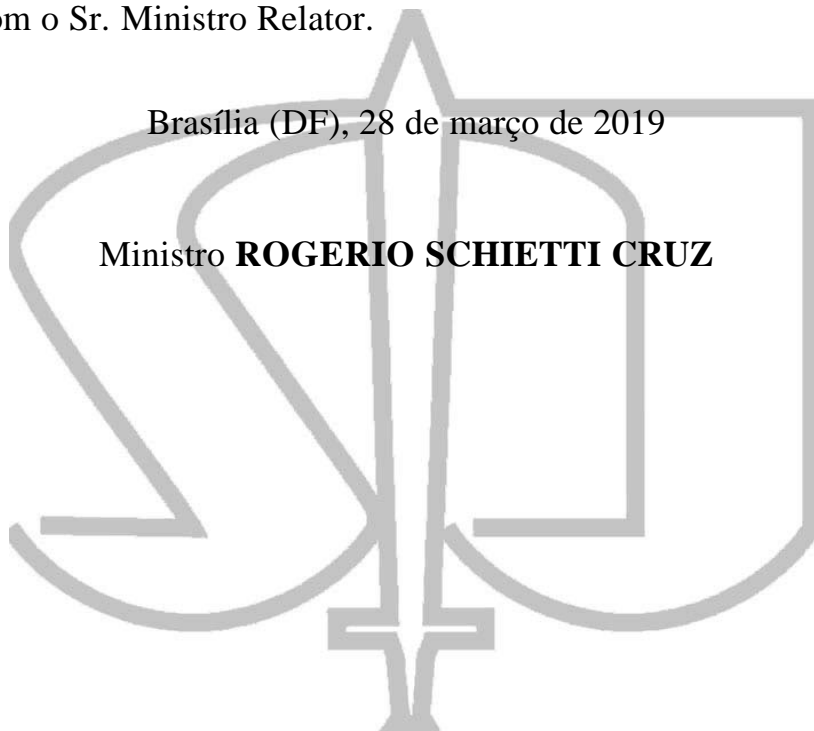 om o Sr. Ministro Relator.
Brasília (DF), 28 de março de 2019
Ministro ROGERIO SCHIETTI CRUZ